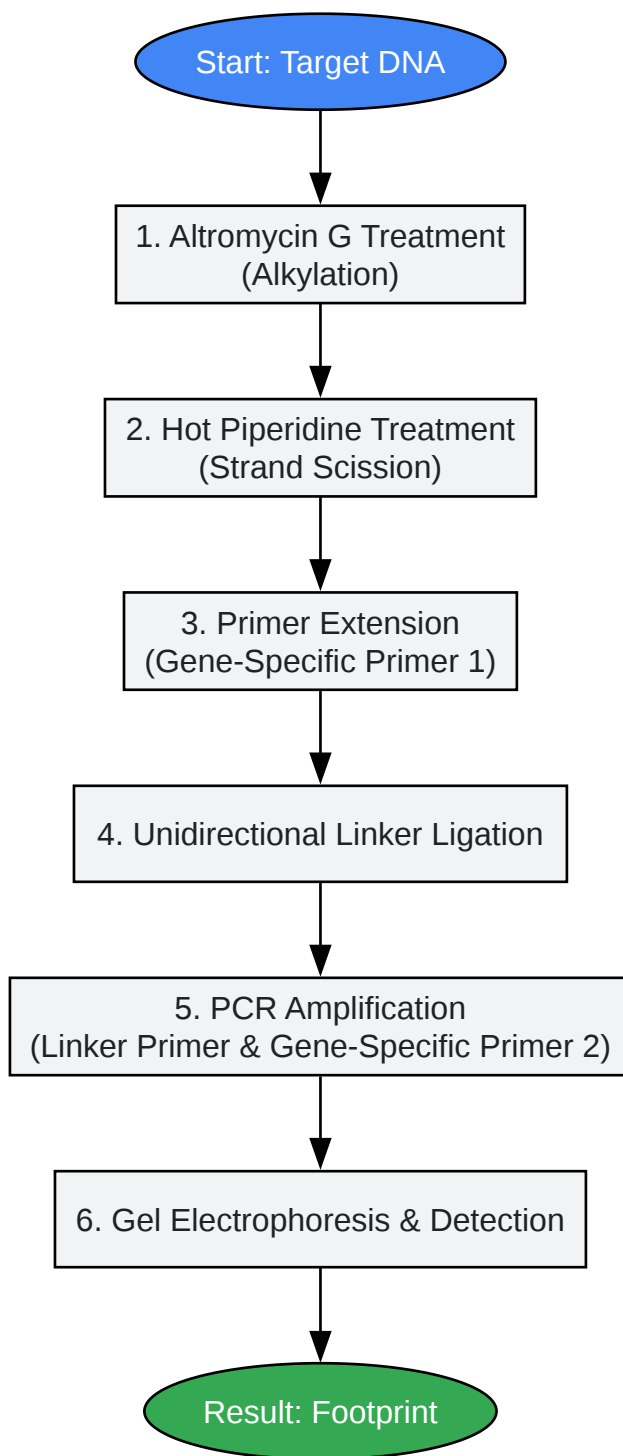 Start: Target DNA
1. Altromycin G Treatment
(Alkylation)
2. Hot Piperidine Treatment
(Strand Scission)
3. Primer Extension
(Gene-Specific Primer 1)
4. Unidirectional Linker Ligation
5. PCR Amplification
(Linker Primer & Gene-Specific Primer 2)
6. Gel Electrophoresis & Detection
Result: Footprint